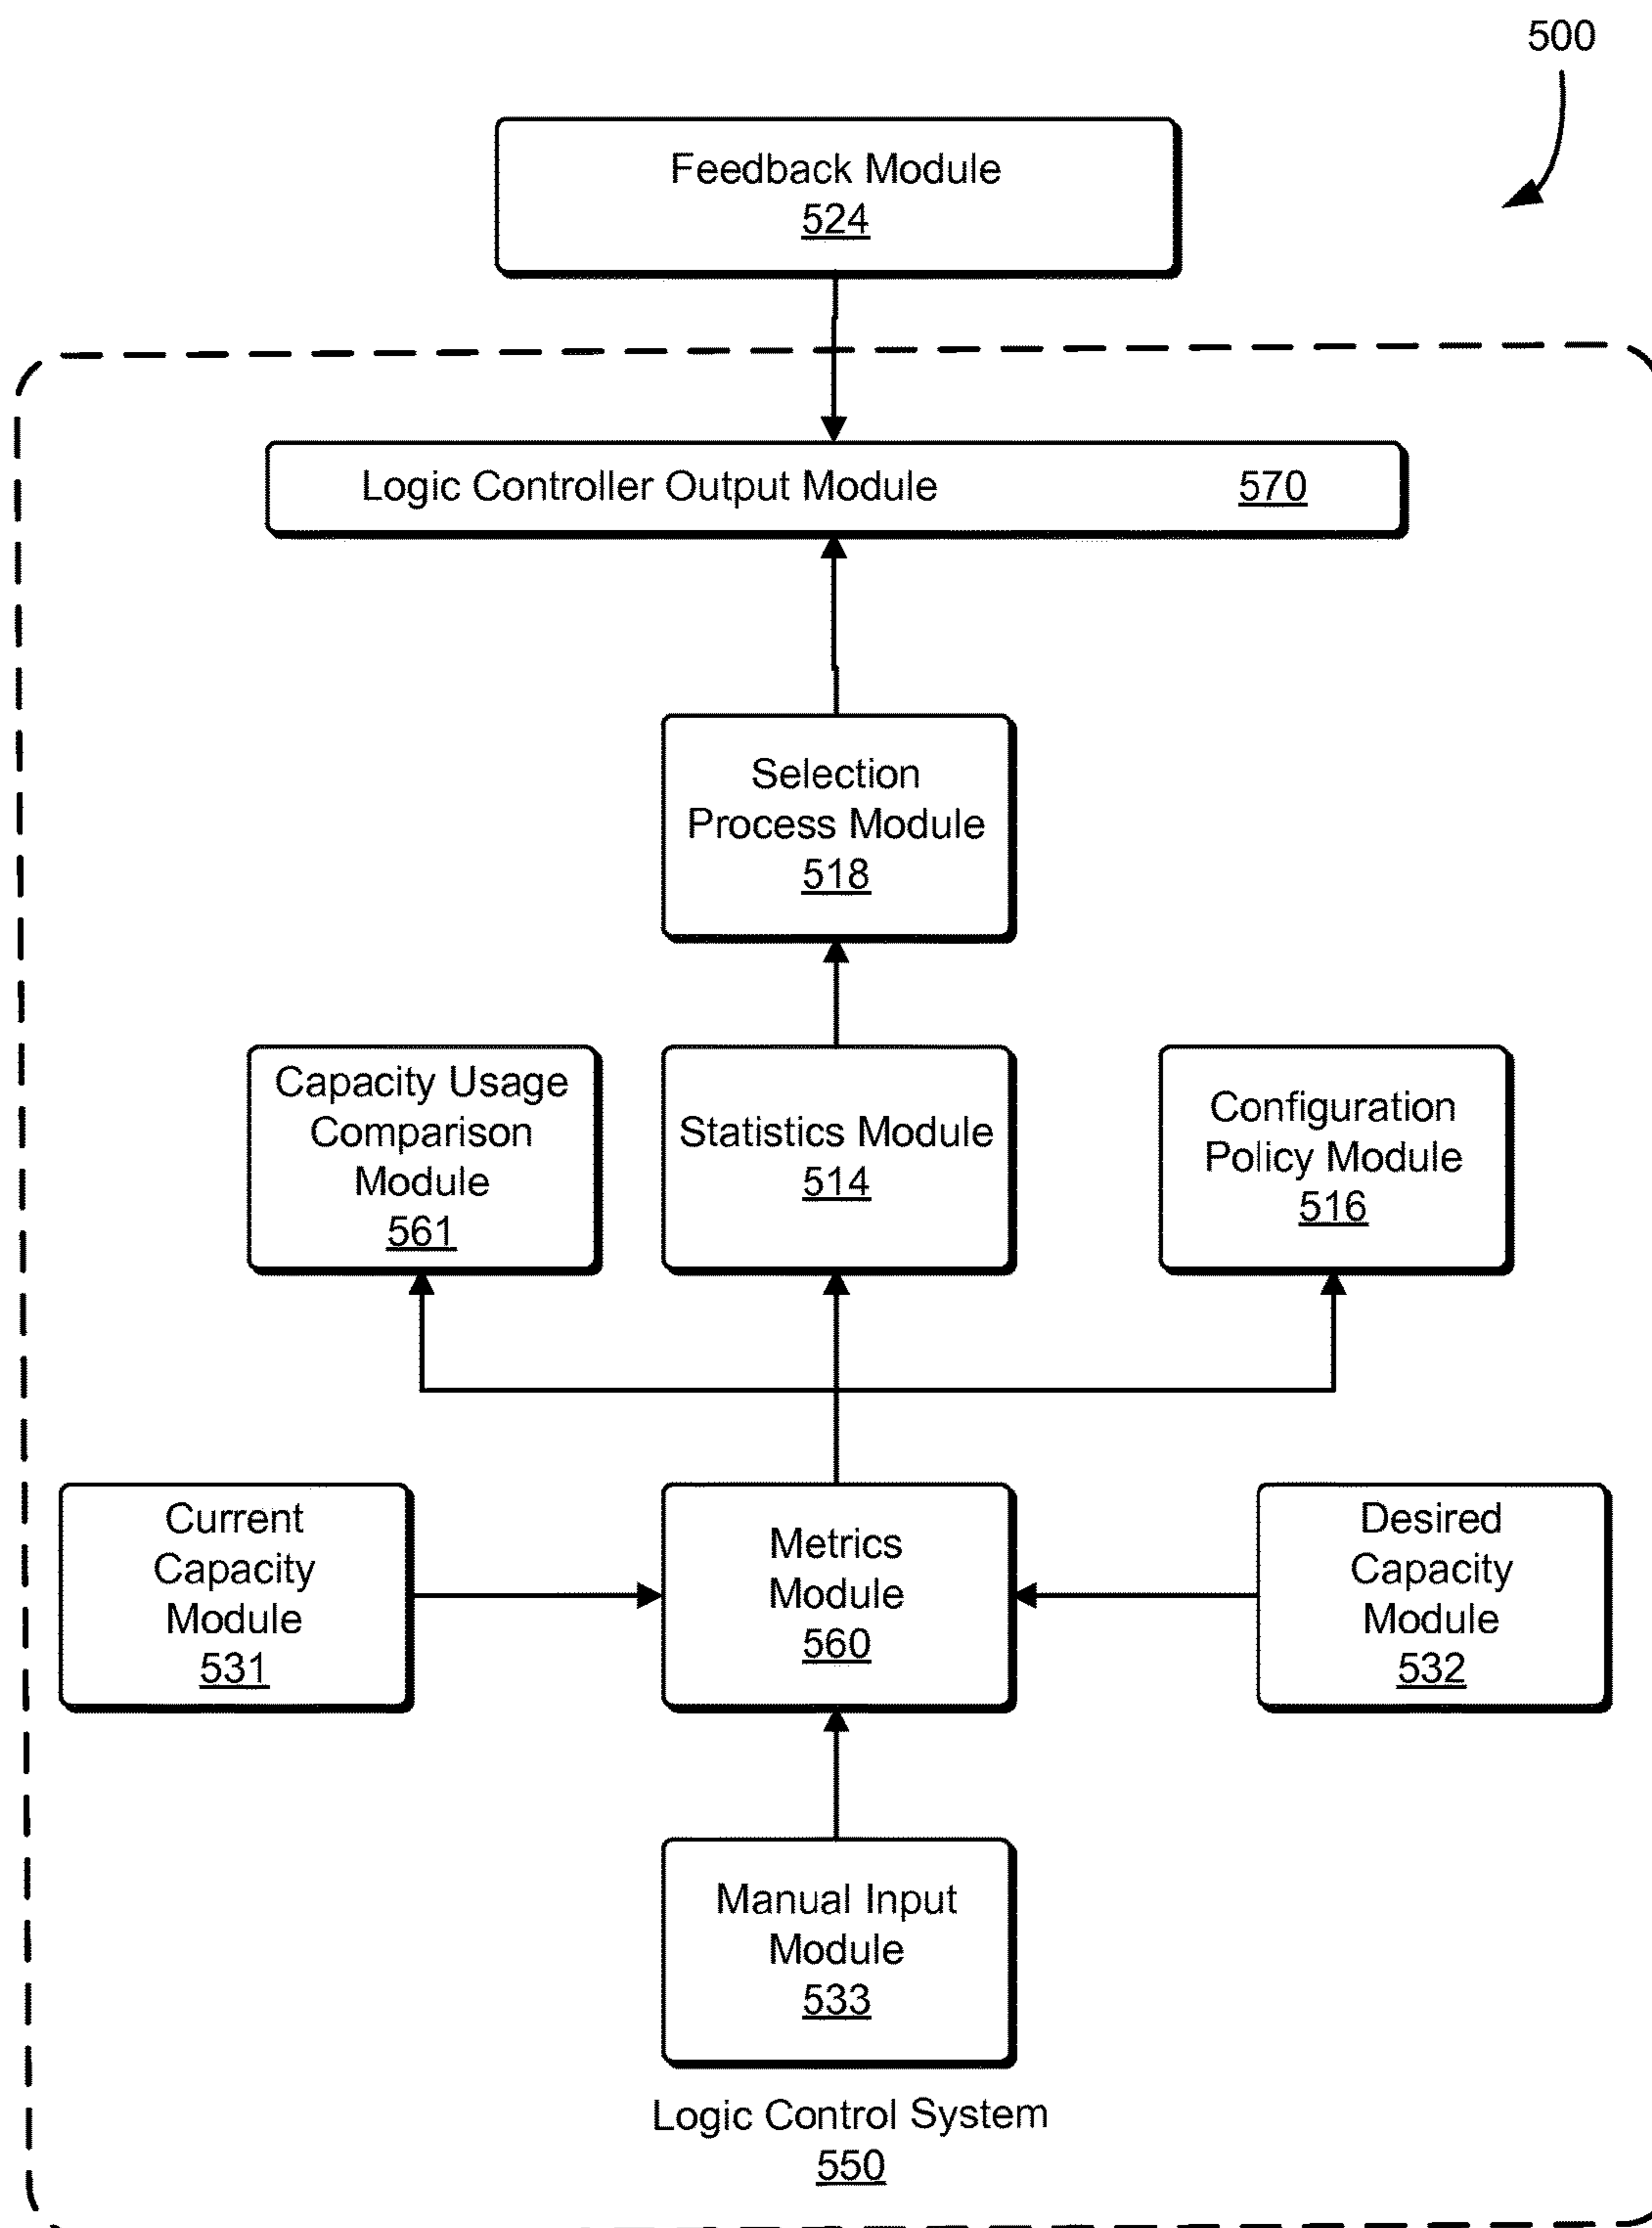 500
Feedback Module
524
Logic Controller Output Module 570
Selection
Process Module
518
Capacity Usage
Comparison
Module
561
Statistics Module
514
Configuration
Policy Module
516
Current
Capacity
Module
531
Metrics
Module
560
Desired
Capacity
Module
532
Manual Input
Module
533
Logic Control System
550